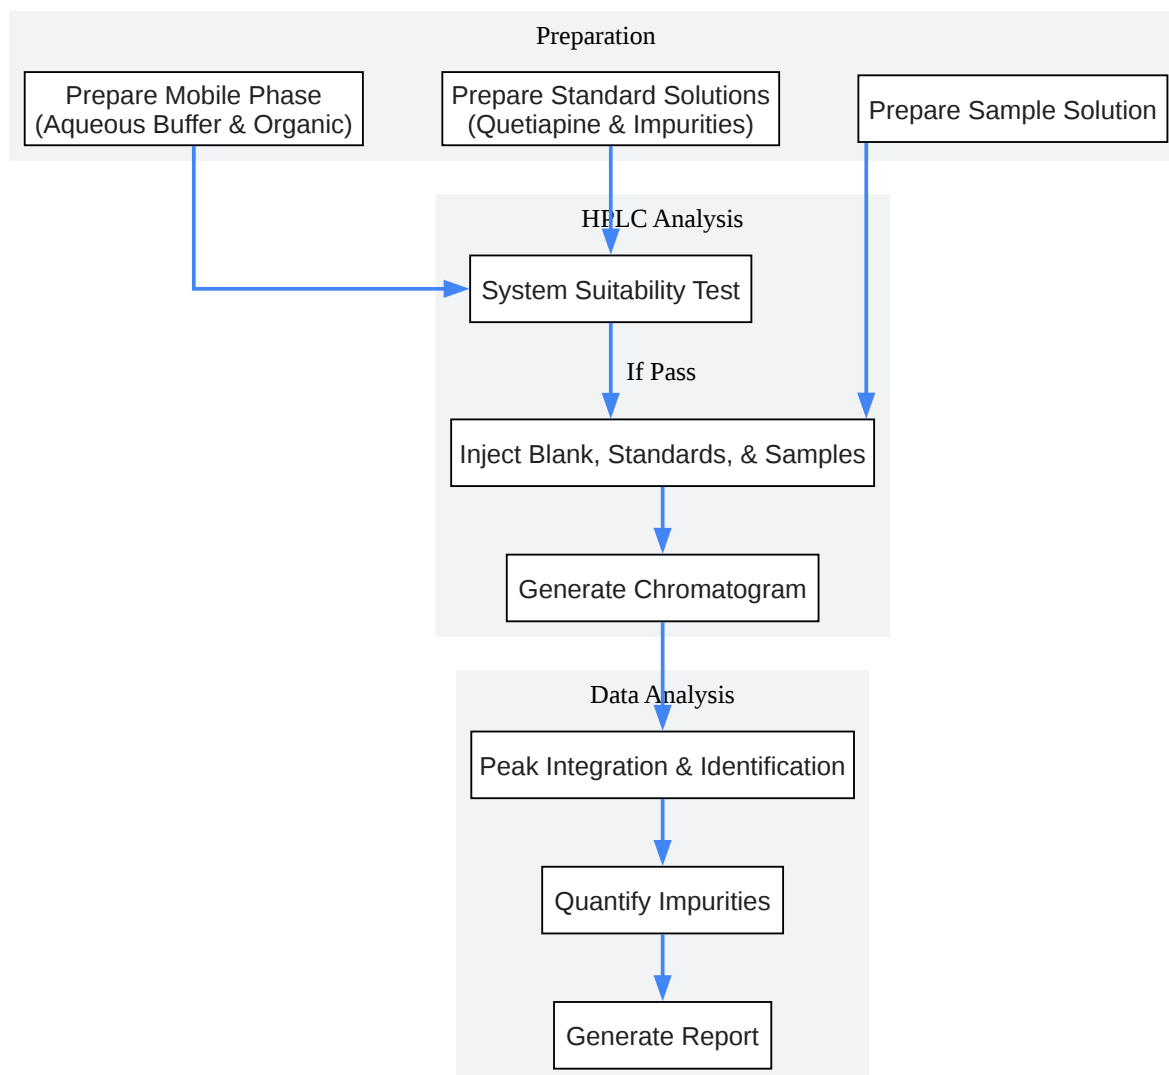 Preparation
Prepare Mobile Phase
(Aqueous Buffer & Organic)
Prepare Standard Solutions
(Quetiapine & Impurities)
Prepare Sample Solution
HPLC Analysis
System Suitability Test
If Pass
Inject Blank, Standards, & Samples
Generate Chromatogram
Data Analysis
Peak Integration & Identification
Quantify Impurities
Generate Report